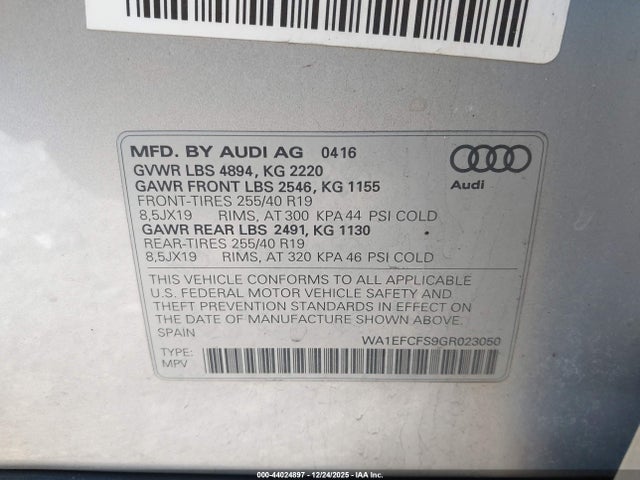 MFD. BY AUDI AG 0416
GVWR LBS 4894, KG 2220
GAWR FRONT LBS 2546, KG 1155
FRONT-TIRES 255/40 R19
8,5JX19 RIMS, AT 300 KPA 44 PSI COLD
GAWR REAR LBS 2491, KG 1130
REAR-TIRES 255/40 R19
8,5JX19 RIMS, AT 320 KPA 46 PSI COLD
Audi
THIS VEHICLE CONFORMS TO ALL APPLICABLE
U.S. FEDERAL MOTOR VEHICLE SAFETY AND
THEFT PREVENTION STANDARDS IN EFFECT ON
THE DATE OF MANUFACTURE SHOWN ABOVE.
SPAIN
WA1EFCFS9GR023050
TYPE:
MPV
000-44024897 - 12/24/2025 - IAA Inc.